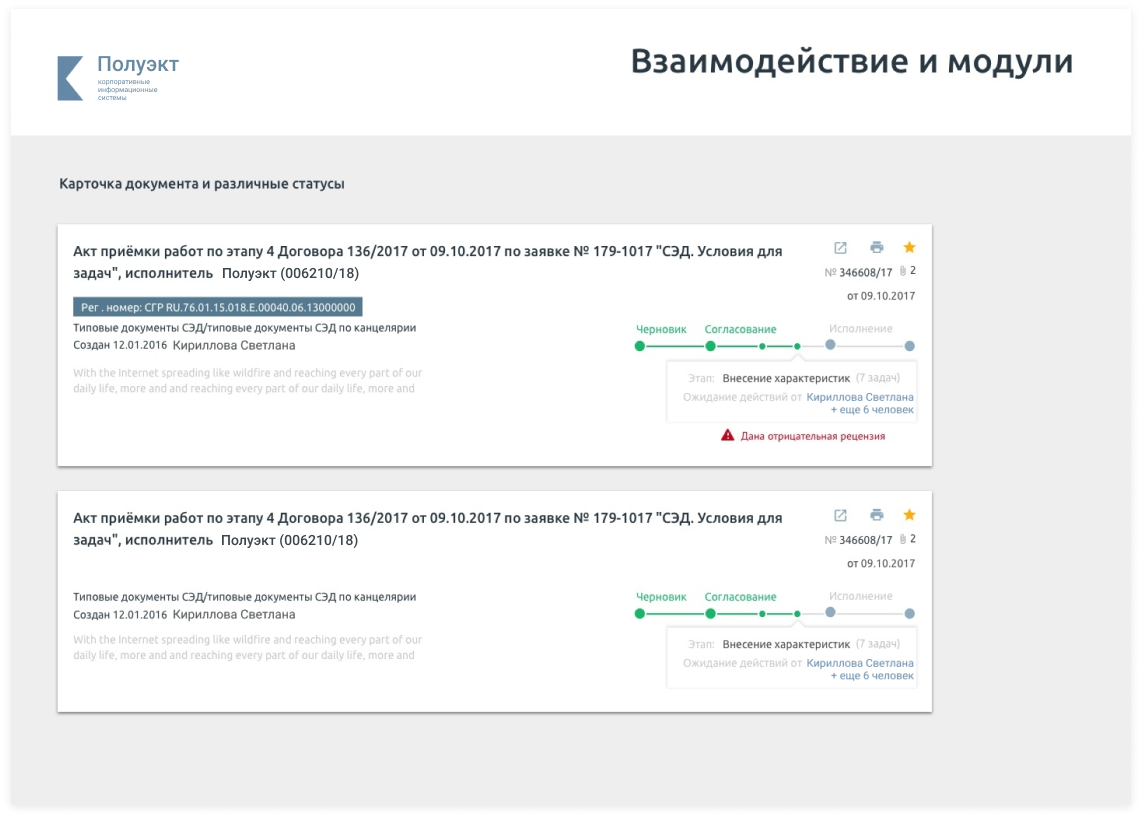 Полуэкт
корпоративные
информационные
системы
Взаимодействие и модули
Карточка документа и различные статусы
Акт приёмки работ по этапу 4 Договора 136/2017 от 09.10.2017 по заявке № 179-1017 "СЭД. Условия для
задач", исполнитель Полуэкт (006210/18)
№ 346608/17 2
от 09.10.2017
Рег . номер: СГР RU.76.01.15.018.Е.00040.06.13000000
Типовые документы СЭД/типовые документы СЭД по канцелярии
Создан 12.01.2016 Кириллова Светлана
With the Internet spreading like wildfire and reaching every part of our
daily life, more and and reaching every part of our daily life, more and
Черновик Согласование Исполнение
Этап: Внесение характеристик (7 задач)
Ожидание действий от Кириллова Светлана
+ еще 6 человек
Дана отрицательная рецензия
Акт приёмки работ по этапу 4 Договора 136/2017 от 09.10.2017 по заявке № 179-1017 "СЭД. Условия для
задач", исполнитель Полуэкт (006210/18)
№ 346608/17 2
от 09.10.2017
Типовые документы СЭД/типовые документы СЭД по канцелярии
Создан 12.01.2016 Кириллова Светлана
With the Internet spreading like wildfire and reaching every part of our
daily life, more and and reaching every part of our daily life, more and
Черновик Согласование Исполнение
Этап: Внесение характеристик (7 задач)
Ожидание действий от Кириллова Светлана
+ еще 6 человек